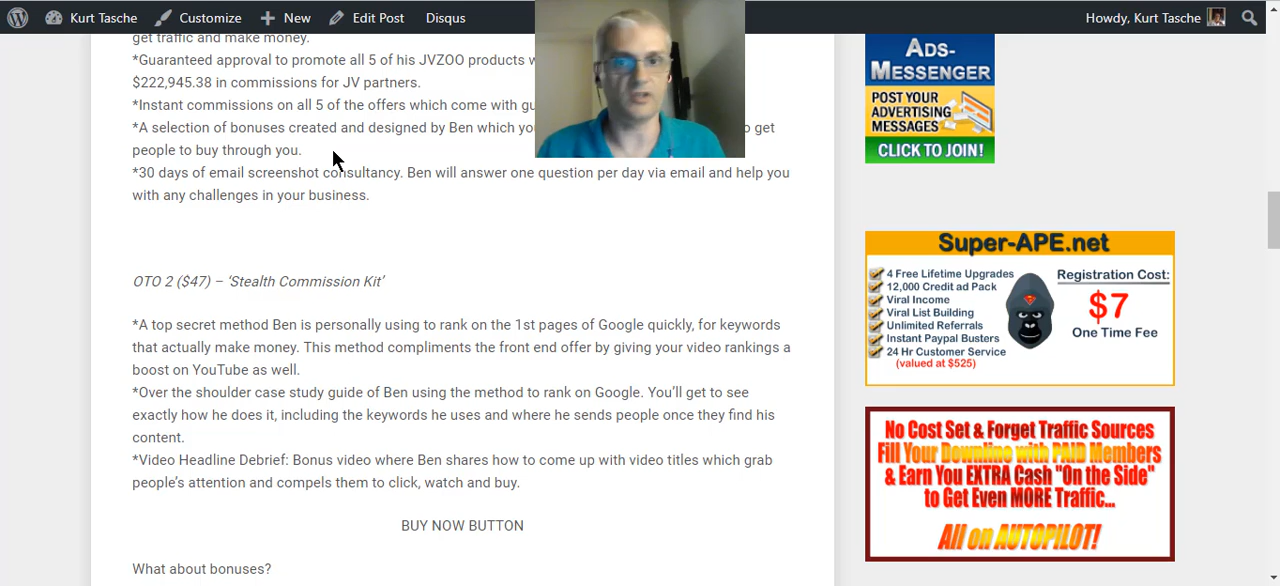 Kurt Tasche Customize New Edit Post Disqus Howdy, Kurt Tasche
get traffic and make money.
*Guaranteed approval to promote all 5 of his JVZOO products
$222,945.38 in commissions for JV partners.
*Instant commissions on all 5 of the offers which come with
*A selection of bonuses created and designed by Ben which to get
people to buy through you.
*30 days of email screenshot consultancy. Ben will answer one question per day via email and help you
with any challenges in your business.
OTO 2 ($47) – ‘Stealth Commission Kit’
*A top secret method Ben is personally using to rank on the 1st pages of Google quickly, for keywords
that actually make money. This method compliments the front end offer by giving your video rankings a
boost on YouTube as well.
*Over the shoulder case study guide of Ben using the method to rank on Google. You’ll get to see
exactly how he does it, including the keywords he uses and where he sends people once they find his
content.
*Video Headline Debrief: Bonus video where Ben shares how to come up with video titles which grab
people’s attention and compels them to click, watch and buy.
BUY NOW BUTTON
What about bonuses?
ADS-
MESSENGER
POST YOUR
ADVERTISING
MESSAGES
CLICK TO JOIN!
Super-APE.net
4 Free Lifetime Upgrades
12,000 Credit ad Pack
Viral Income
Viral List Building
Unlimited Referrals
Instant Paypal Busters
24 Hr Customer Service
(valued at $525)
Registration Cost:
$7
One Time Fee
No Cost Set & Forget Traffic Sources
Fill Your Downline with PAID Members
& Earn You EXTRA Cash "On the Side"
to Get Even MORE Traffic...
All on AUTOPILOT!